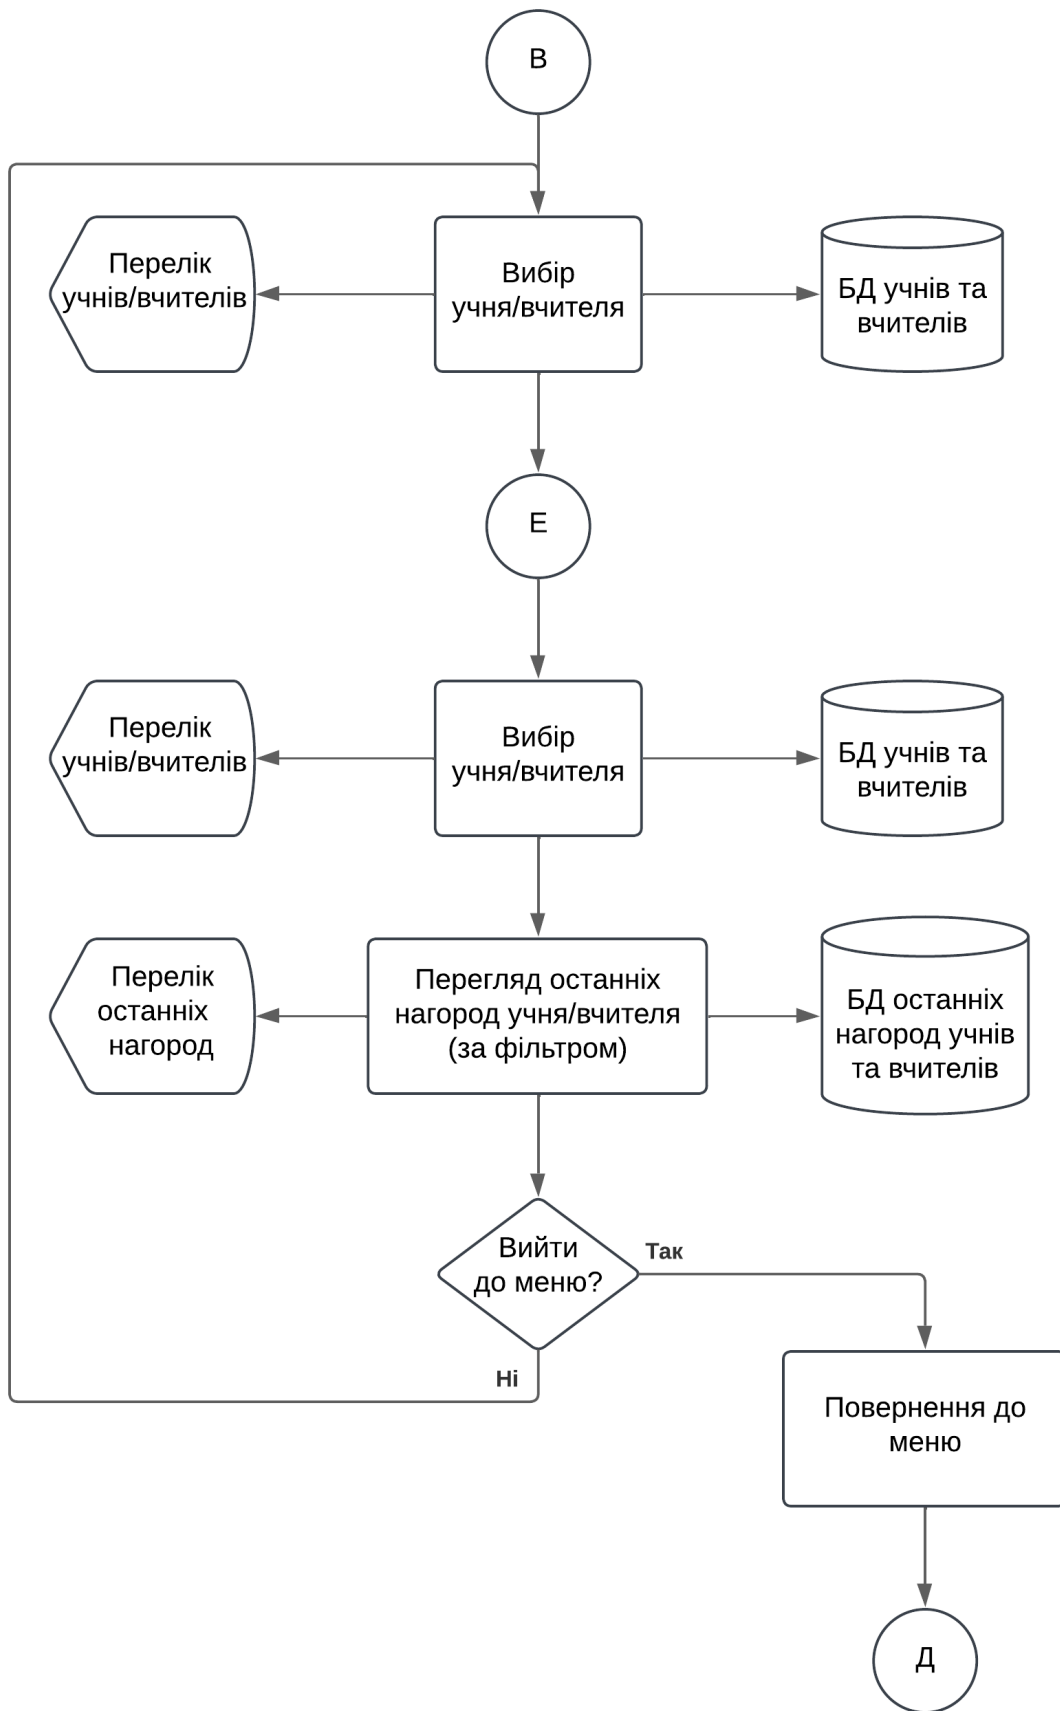 В
Перелік
учнів/вчителів
Вибір
учня/вчителя
БД учнів та
вчителів
Е
Перелік
учнів/вчителів
Вибір
учня/вчителя
БД учнів та
вчителів
Перелік
останніх
нагород
Перегляд останніх
нагород учня/вчителя
(за фільтром)
БД останніх
нагород учнів
та вчителів
Вийти
до меню?
Так
Ні
Повернення до
меню
Д